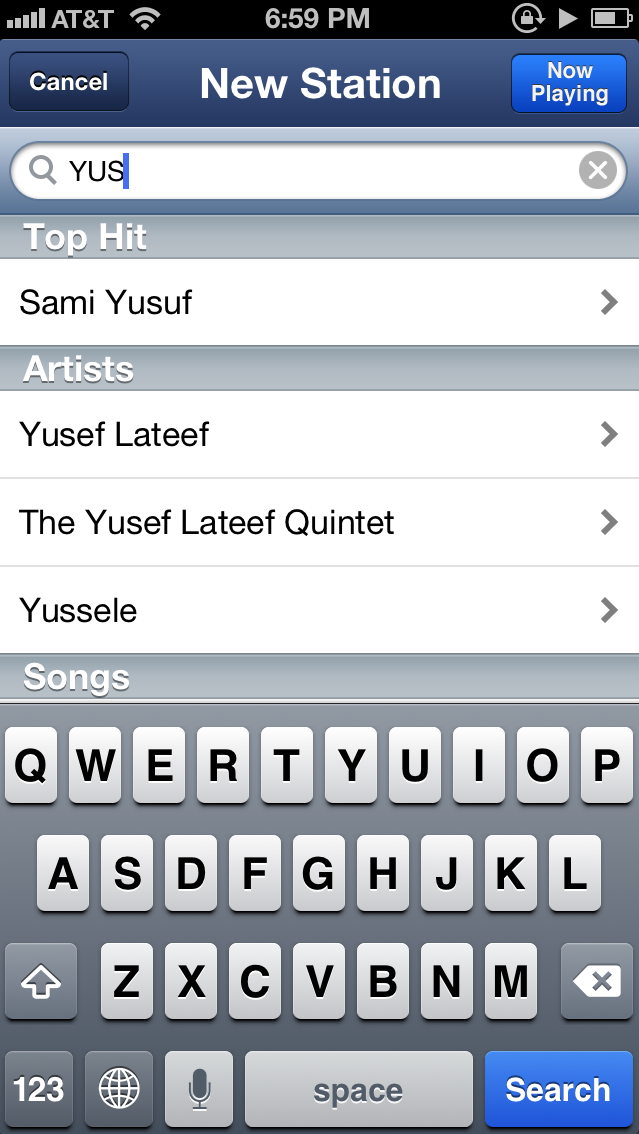 AT&T 6:59 PM
Cancel New Station Now Playing
YUS
Top Hit
Sami Yusuf
Artists
Yusef Lateef
The Yusef Lateef Quintet
Yussele
Songs
Q W E R T Y U I O P
A S D F G H J K L
Z X C V B N M
123 space Search